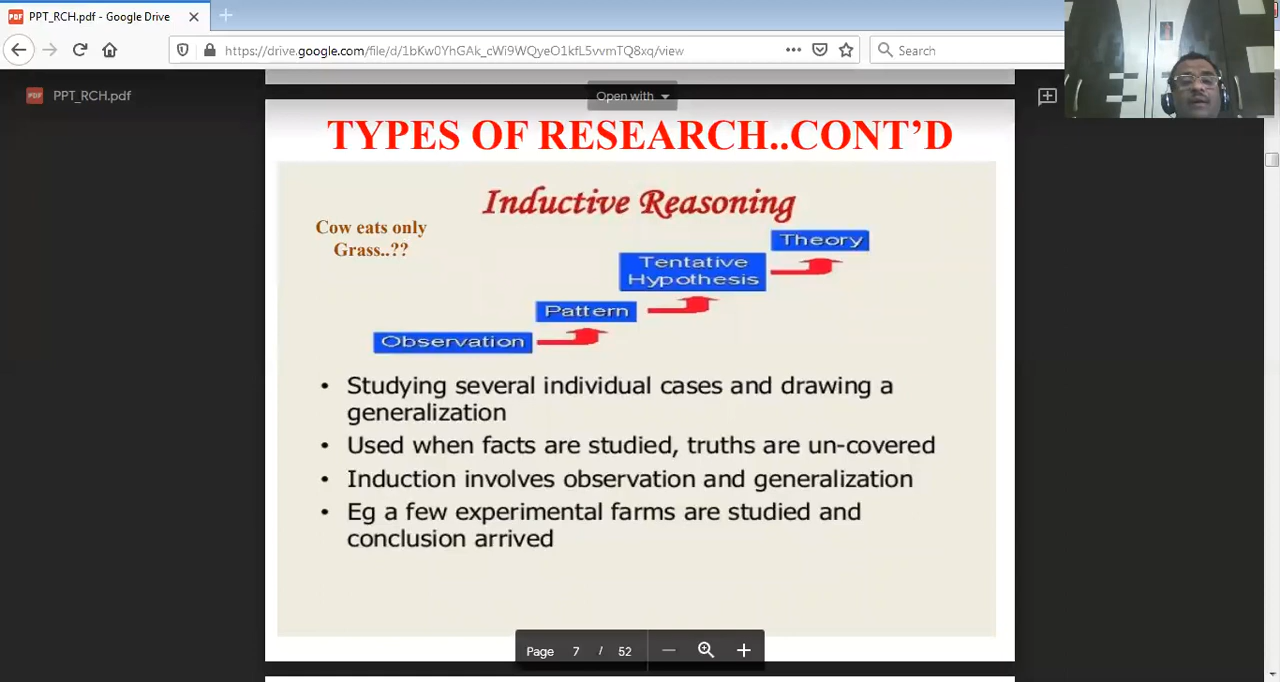 PPT_RCH.pdf - Google Drive
https://drive.google.com/file/d/1bKw0YhGAk_cWi9WQyeO1kfL5vvmTQ8xq/view
Search
PPT_RCH.pdf
Open with
TYPES OF RESEARCH..CONT’D
Inductive Reasoning
Cow eats only
Grass..??
Theory
Tentative
Hypothesis
Pattern
Observation
• Studying several individual cases and drawing a
generalization
• Used when facts are studied, truths are un-covered
• Induction involves observation and generalization
• Eg a few experimental farms are studied and
conclusion arrived
Page 7 / 52